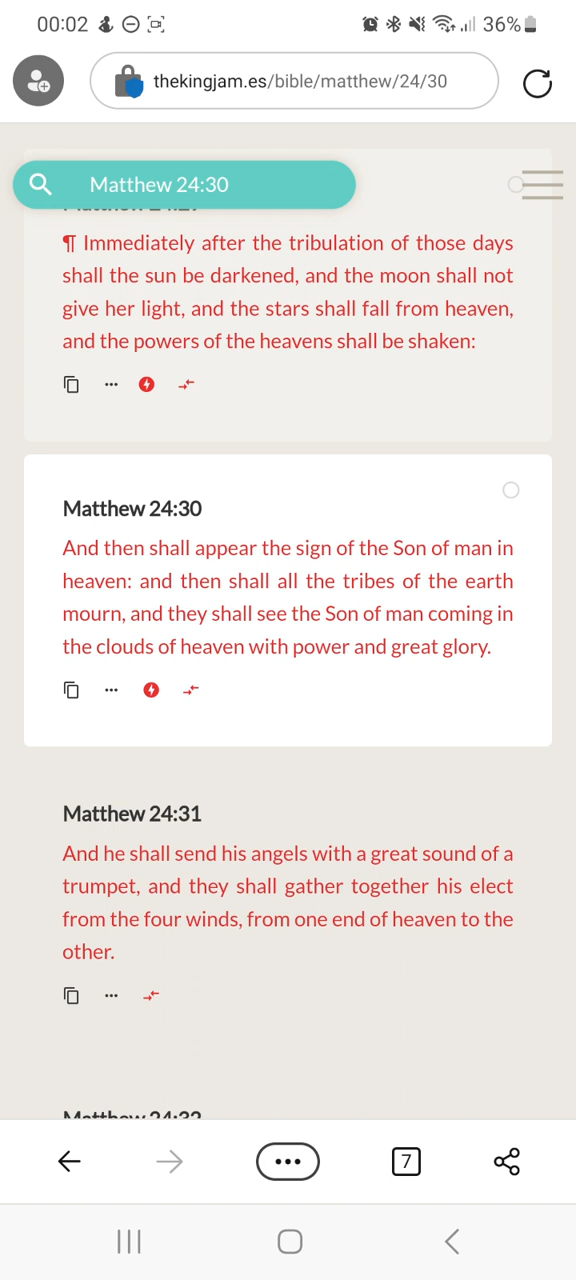 00:02
36%
thekingjam.es/bible/matthew/24/30
Matthew 24:30
¶ Immediately after the tribulation of those days
shall the sun be darkened, and the moon shall not
give her light, and the stars shall fall from heaven,
and the powers of the heavens shall be shaken:
Matthew 24:30
And then shall appear the sign of the Son of man in
heaven: and then shall all the tribes of the earth
mourn, and they shall see the Son of man coming in
the clouds of heaven with power and great glory.
Matthew 24:31
And he shall send his angels with a great sound of a
trumpet, and they shall gather together his elect
from the four winds, from one end of heaven to the
other.
Matthew 24:32
7